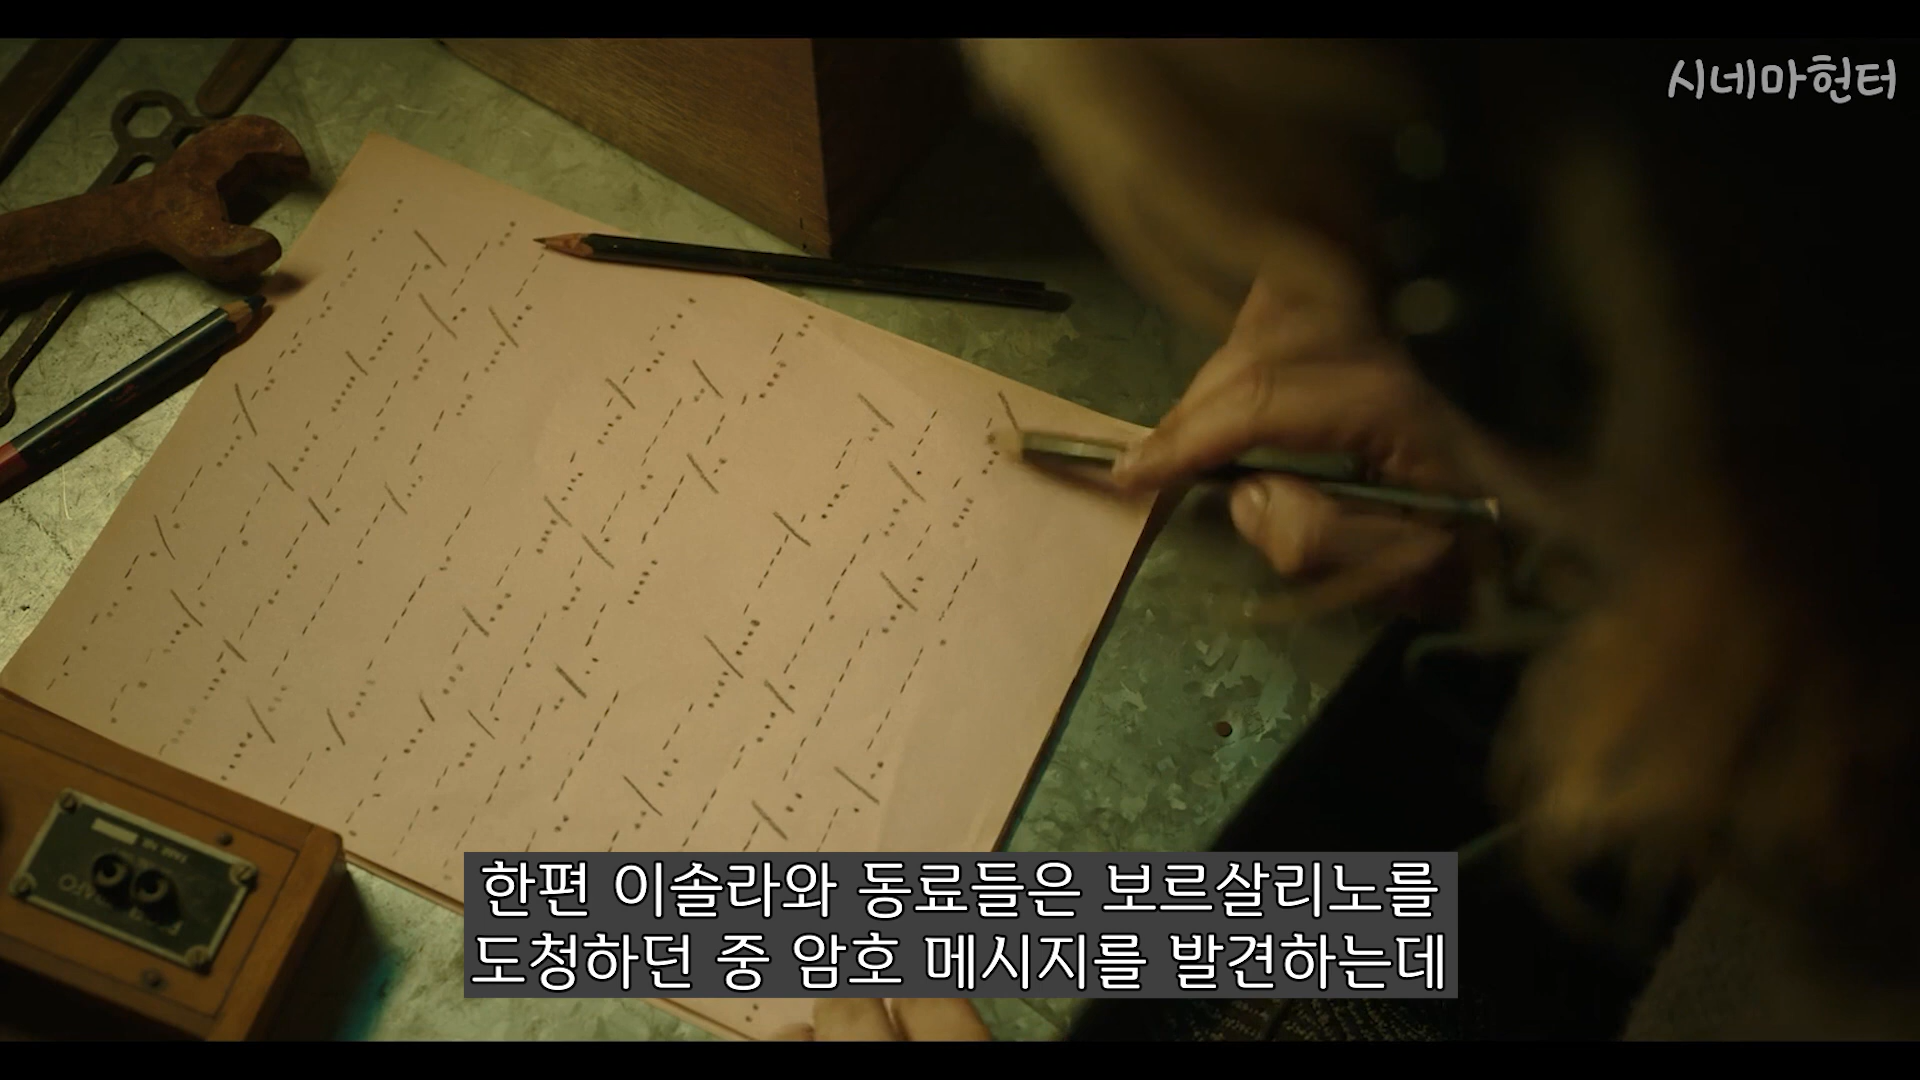 시네마헌터
한편 이솔라와 동료들은 보르살리노를
도청하던 중 암호 메시지를 발견하는데